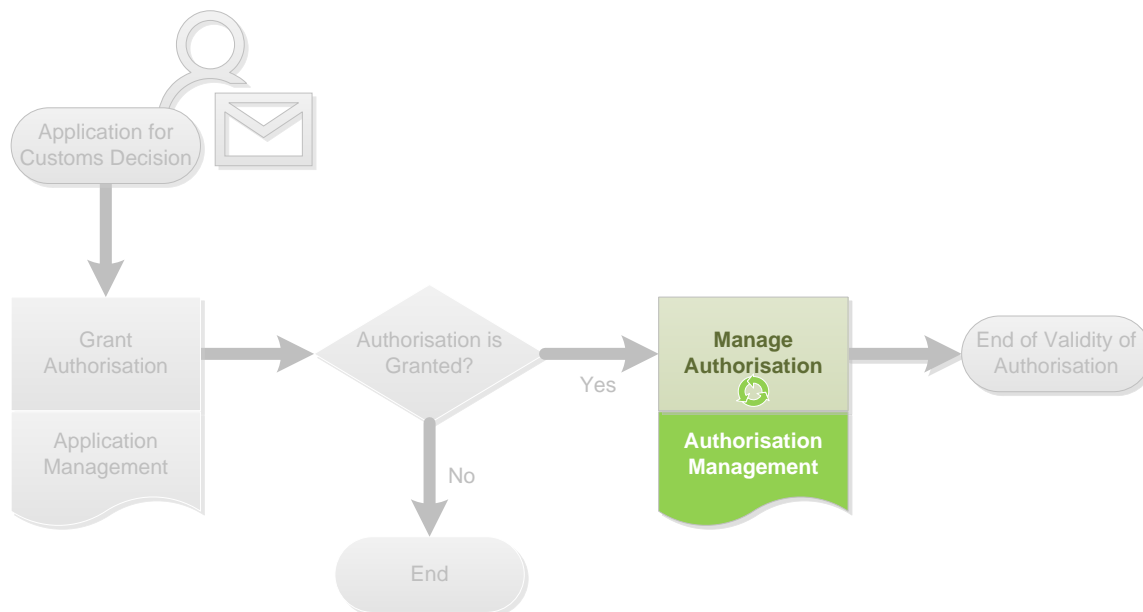 Application for
Customs Decision
Grant
Authorisation
Application
Management
Authorisation is
Granted?
Yes
No
End
Manage
Authorisation
Authorisation
Management
End of Validity of
Authorisation